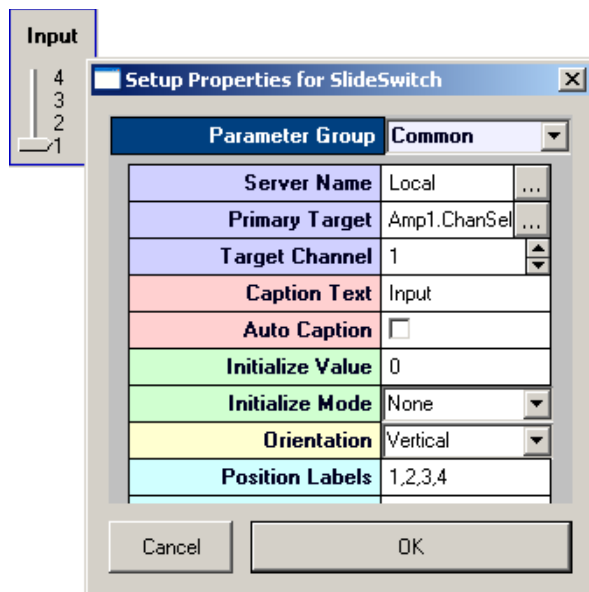 Input
4
3
2
1
Setup Properties for SlideSwitch
Parameter Group Common
Server Name Local ...
Primary Target Amp1.ChanSel ...
Target Channel 1
Caption Text Input
Auto Caption
Initialize Value 0
Initialize Mode None
Orientation Vertical
Position Labels 1,2,3,4
Cancel OK